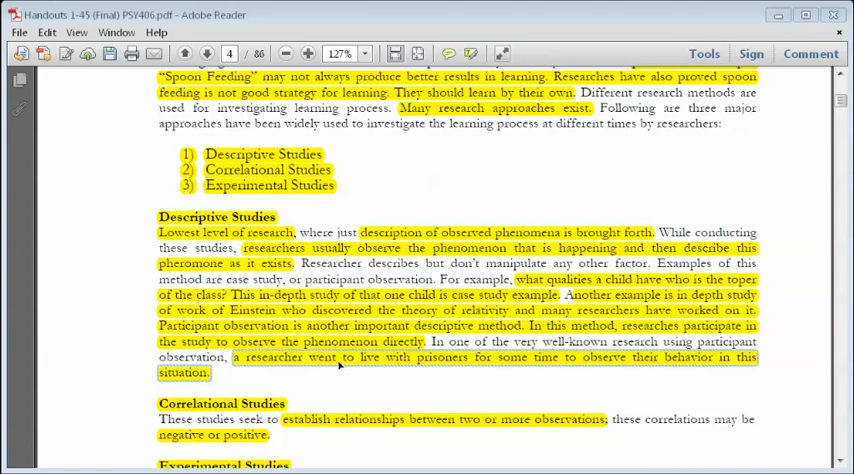 Handouts 1-45 (Final) PSY406.pdf - Adobe Reader
File Edit View Window Help
4 / 86 127% Tools Sign Comment
"Spoon Feeding" may not always produce better results in learning. Researches have also proved spoon
feeding is not good strategy for learning. They should learn by their own. Different research methods are
used for investigating learning process. Many research approaches exist. Following are three major
approaches have been widely used to investigate the learning process at different times by researchers:
1) Descriptive Studies
2) Correlational Studies
3) Experimental Studies
Descriptive Studies
Lowest level of research, where just description of observed phenomena is brought forth. While conducting
these studies, researchers usually observe the phenomenon that is happening and then describe this
pheromone as it exists. Researcher describes but don't manipulate any other factor. Examples of this
method are case study, or participant observation. For example, what qualities a child have who is the toper
of the class? This in-depth study of that one child is case study example. Another example is in depth study
of work of Einstein who discovered the theory of relativity and many researchers have worked on it.
Participant observation is another important descriptive method. In this method, researches participate in
the study to observe the phenomenon directly. In one of the very well-known research using participant
observation, a researcher went to live with prisoners for some time to observe their behavior in this
situation.
Correlational Studies
These studies seek to establish relationships between two or more observations; these correlations may be
negative or positive.
Experimental Studies